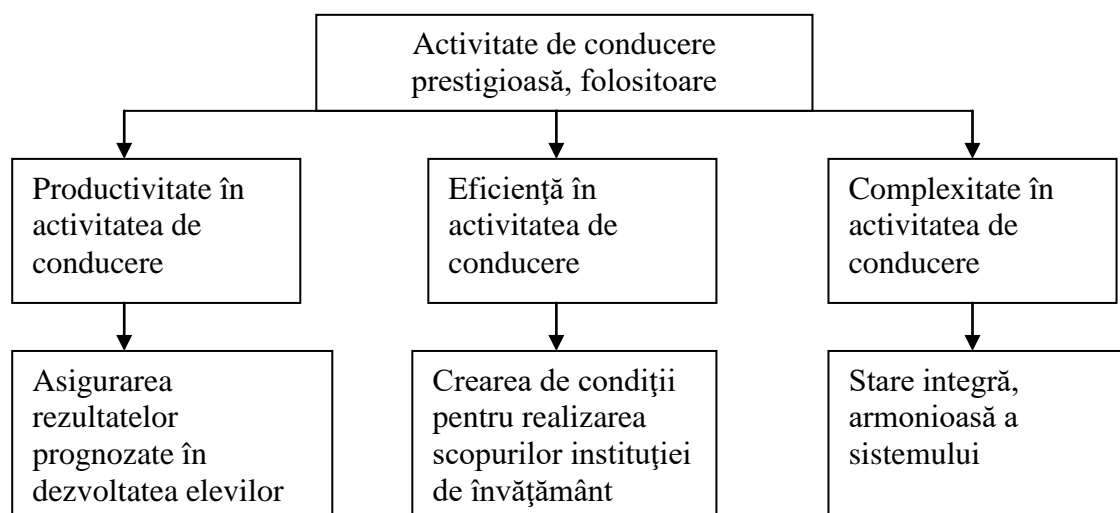 Activitate de conducere
prestigioasă, folositoare
Productivitate în
activitatea de
conducere
Eficienţă în
activitatea de
conducere
Complexitate în
activitatea de
conducere
Asigurarea
rezultatelor
prognozate în
dezvoltatea elevilor
Crearea de condiţii
pentru realizarea
scopurilor instituţiei
de învăţământ
Stare integră,
armonioasă a
sistemului